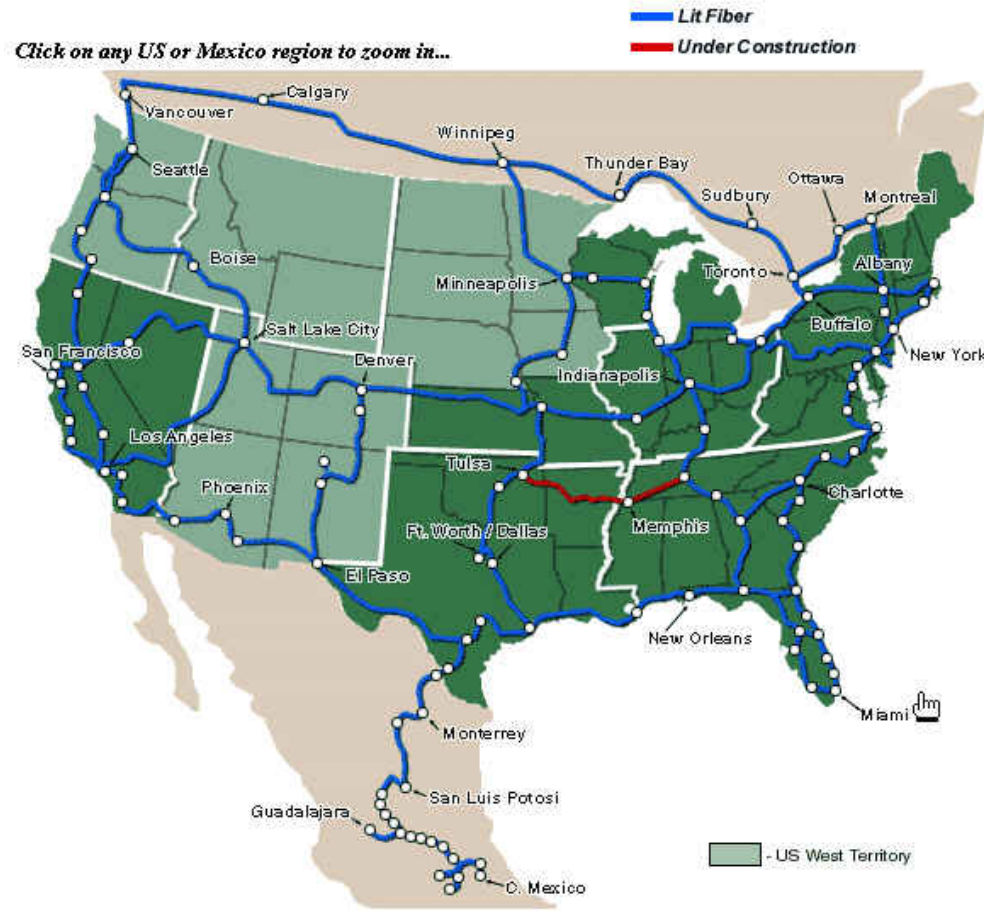 Lit Fiber
Click on any US or Mexico region to zoom in...
Under Construction
Calgary
Vancouver
Winnipeg
Thunder Bay
Seattle
Ottawa
Sudbury
Montreal
Boise
Toronto
Albany
Minneapolis
Buffalo
Salt Lake City
San Francisco
Denver
New York
Indianapolis
Los Angeles
Tulsa
Phoenix
Charlotte
Memphis
Ft. Worth / Dallas
El Paso
New Orleans
Miami
Monterrey
San Luis Potosi
Guadalajara
- US West Territory
C. Mexico